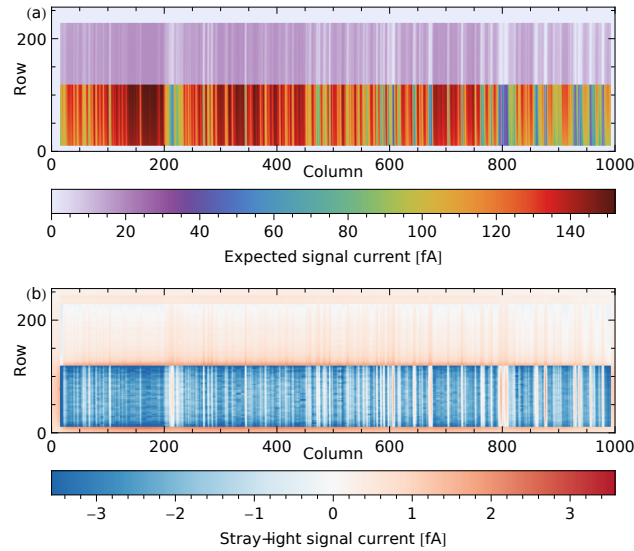 (a)
200
100
0
Row
0 200 400 600 800 1000
Column
0 20 40 60 80 100 120 140
Expected signal current [fA]
(b)
200
100
0
Row
0 200 400 600 800 1000
Column
−3 −2 −1 0 1 2 3
Stray-light signal current [fA]